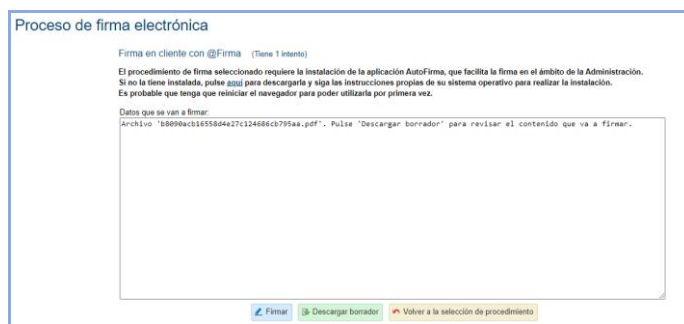 Proceso de firma electrónica
Firma en cliente con @Firma (Tiene 1 intento)
El procedimiento de firma seleccionado requiere la instalación de la aplicación AutoFirma, que facilita la firma en el ámbito de la Administración.
Si no la tiene instalada, pulse aquí para descargarla y siga las instrucciones propias de su sistema operativo para realizar la instalación.
Es probable que tenga que reiniciar el navegador para poder utilizarla por primera vez.
Datos que se van a firmar:
Archivo 'b8090acb16558d4e27c124686cb795aa.pdf'. Pulse 'Descargar borrador' para revisar el contenido que va a firmar.
Firmar Descargar borrador Volver a la selección de procedimiento